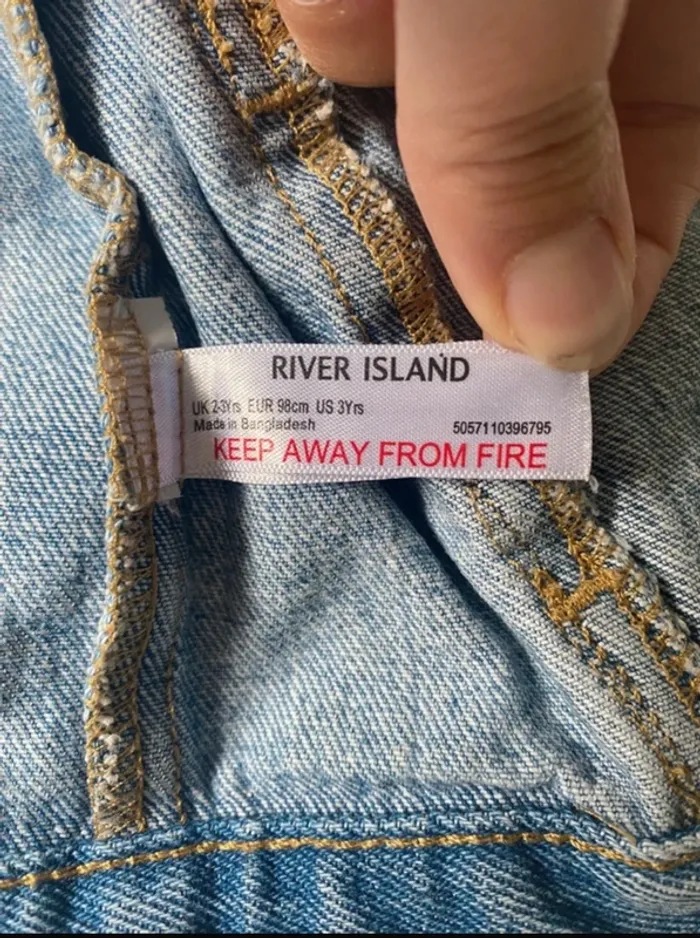 RIVER ISLAND
UK 2-3Yrs EUR 98cm US 3Yrs
Made in Bangladesh 5057110396795
KEEP AWAY FROM FIRE